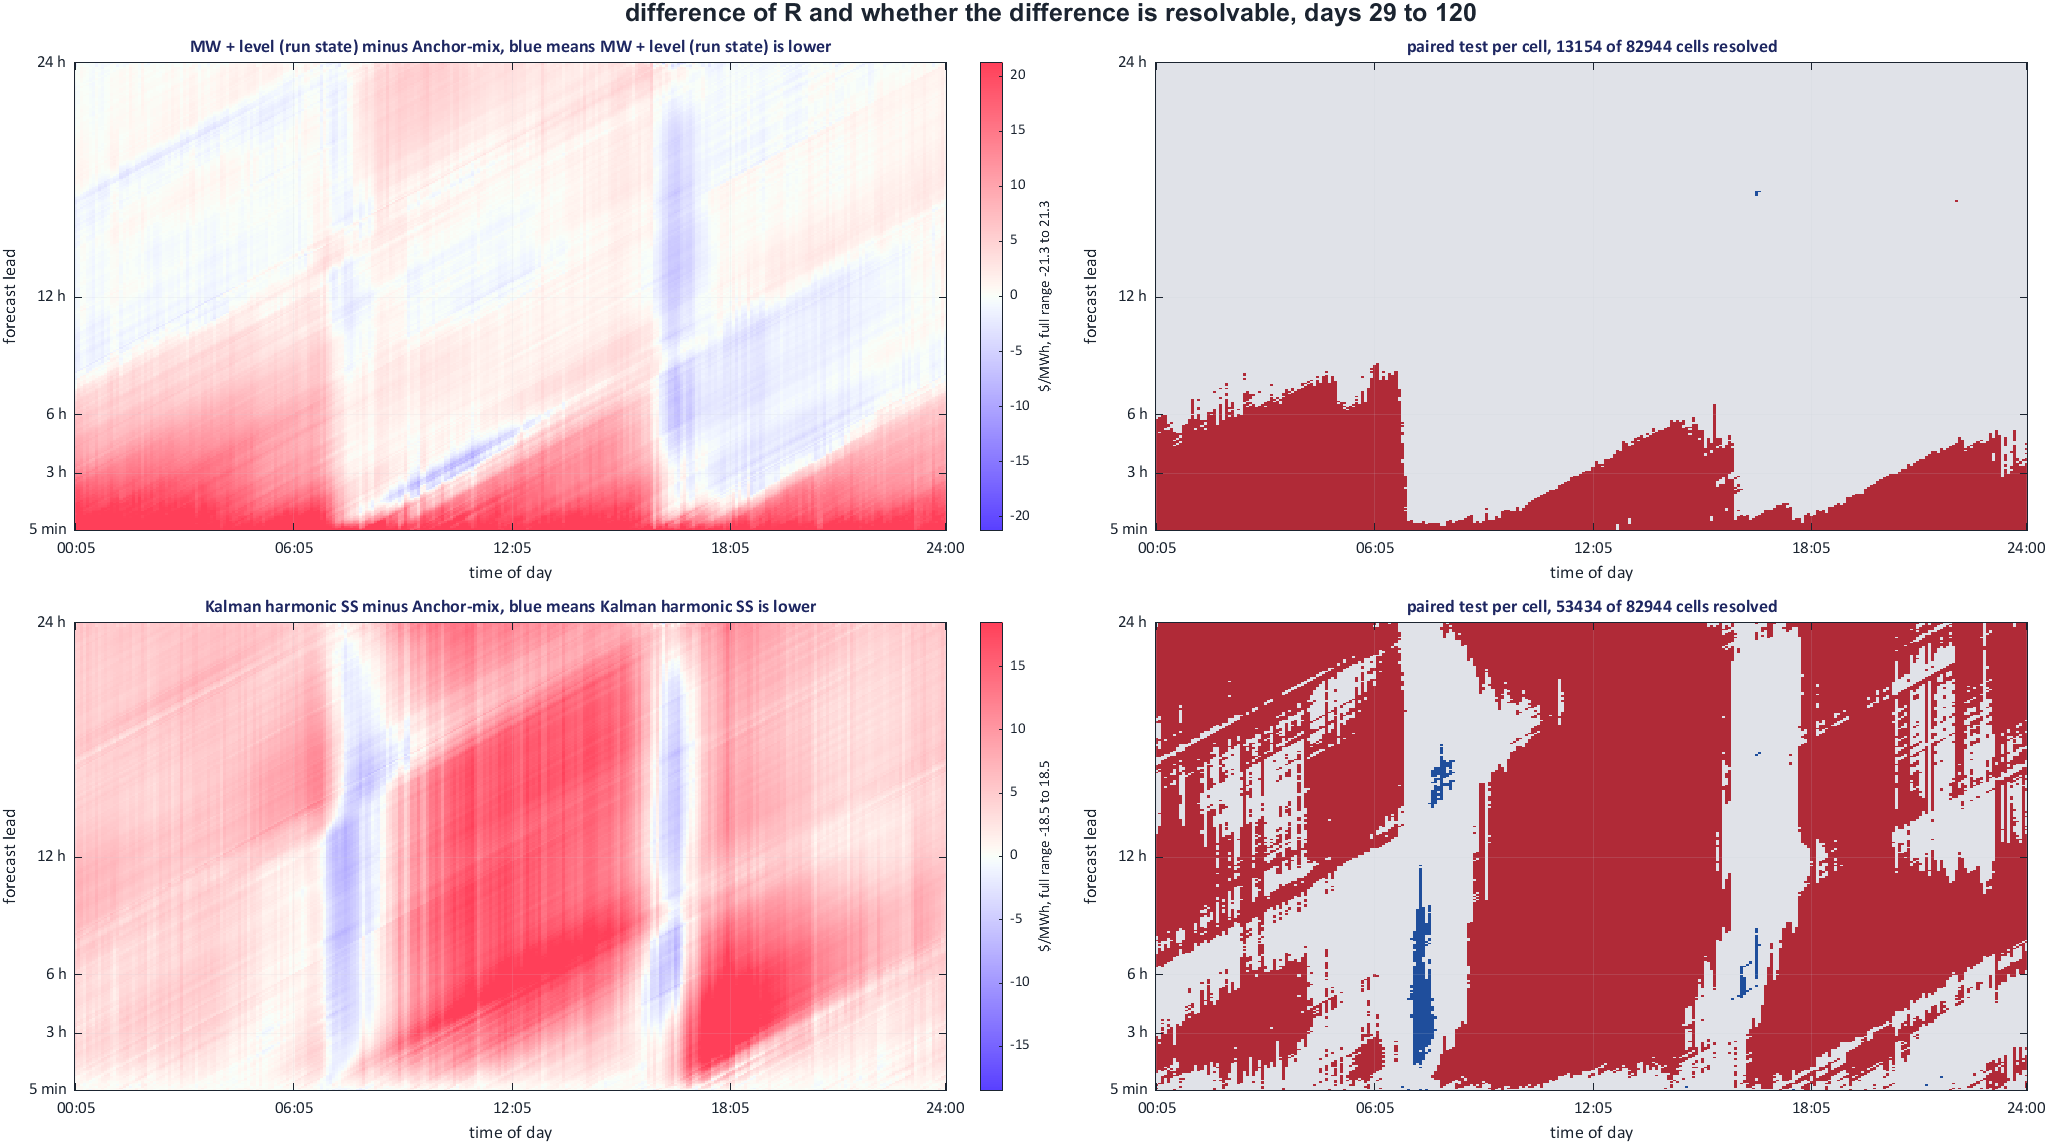 difference of R and whether the difference is resolvable, days 29 to 120
MW + level (run state) minus Anchor-mix, blue means MW + level (run state) is lower
24 h
12 h
6 h
3 h
5 min
forecast lead
00:05 06:05 12:05 18:05 24:00
time of day
20
15
10
5
0
-5
-10
-15
-20
$/MWh, full range -21.3 to 21.3
paired test per cell, 13154 of 82944 cells resolved
24 h
12 h
6 h
3 h
5 min
forecast lead
00:05 06:05 12:05 18:05 24:00
time of day
Kalman harmonic SS minus Anchor-mix, blue means Kalman harmonic SS is lower
24 h
12 h
6 h
3 h
5 min
forecast lead
00:05 06:05 12:05 18:05 24:00
time of day
15
10
5
0
-5
-10
-15
$/MWh, full range -18.5 to 18.5
paired test per cell, 53434 of 82944 cells resolved
24 h
12 h
6 h
3 h
5 min
forecast lead
00:05 06:05 12:05 18:05 24:00
time of day